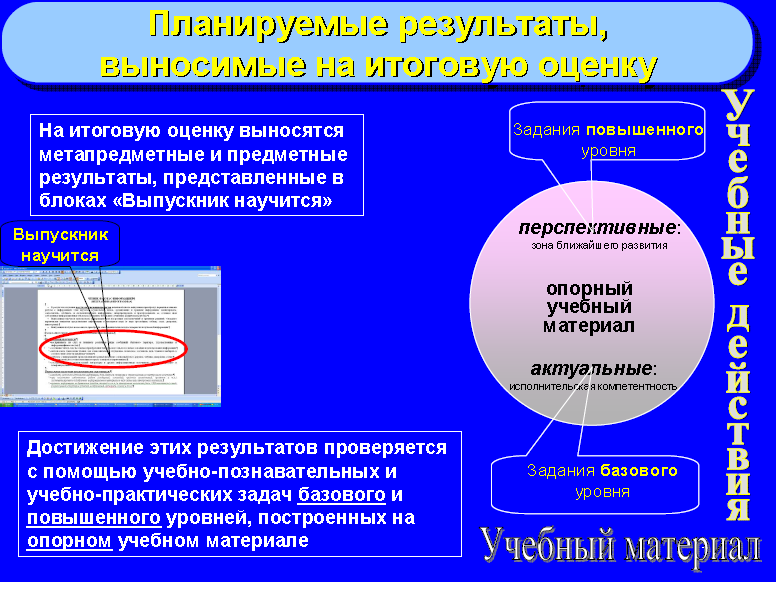 Планируемые результаты,
выносимые на итоговую оценку
На итоговую оценку выносятся
метапредметные и предметные
результаты, представленные в
блоках «Выпускник научится»
Выпускник
научится
Достижение этих результатов проверяется
с помощью учебно-познавательных и
учебно-практических задач базового и
повышенного уровней, построенных на
опорном учебном материале
Задания повышенного
уровня
перспективные:
зона ближайшего развития
опорный
учебный
материал
актуальные:
исполнительская компетентность
Задания базового
уровня
Учебные действия
Учебный материал